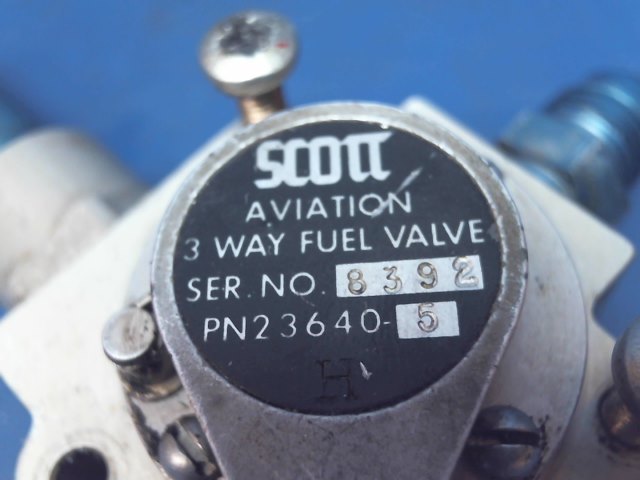 SCOTT
AVIATION
3 WAY FUEL VALVE
SER. NO. 8392
PN23640-5
H